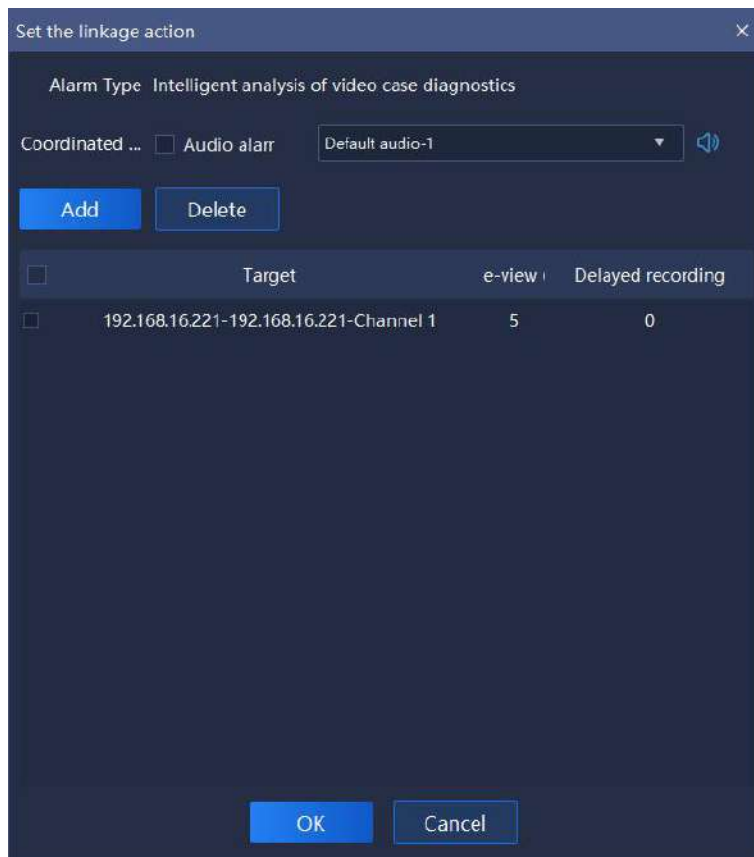 Set the linkage action
Alarm Type Intelligent analysis of video case diagnostics
Coordinated ... Audio alarr Default audio-1
Add Delete
Target e-view Delayed recording
192.168.16.221-192.168.16.221-Channel 1 5 0
OK Cancel